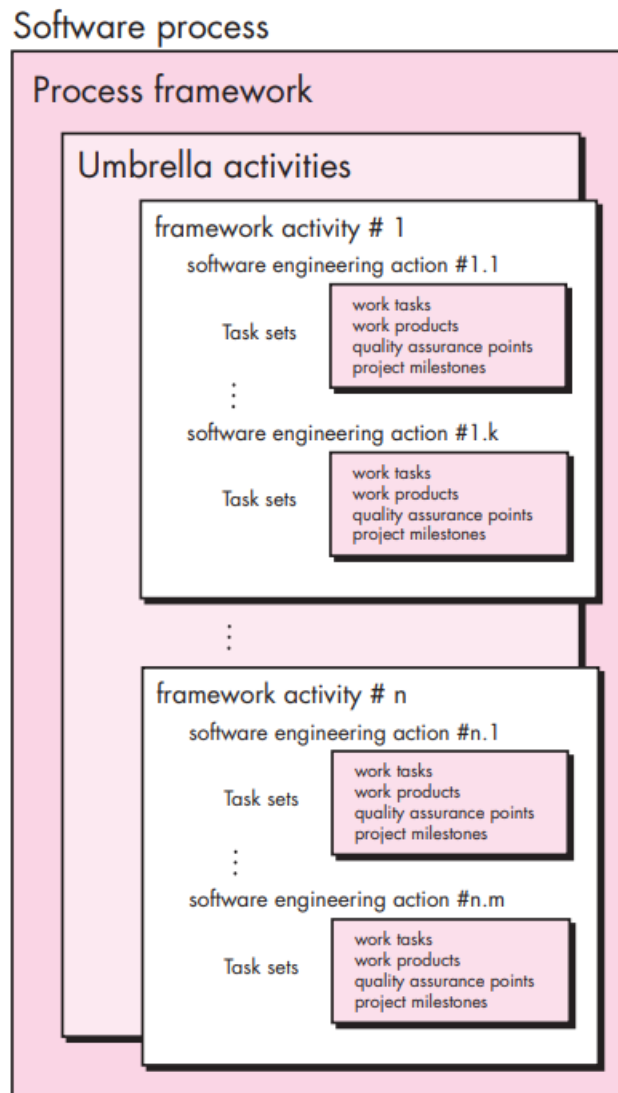 Software process
Process framework
Umbrella activities
framework activity # 1
software engineering action #1.1
Task sets
work tasks
work products
quality assurance points
project milestones
software engineering action #1.k
Task sets
work tasks
work products
quality assurance points
project milestones
framework activity # n
software engineering action #n.1
Task sets
work tasks
work products
quality assurance points
project milestones
software engineering action #n.m
Task sets
work tasks
work products
quality assurance points
project milestones